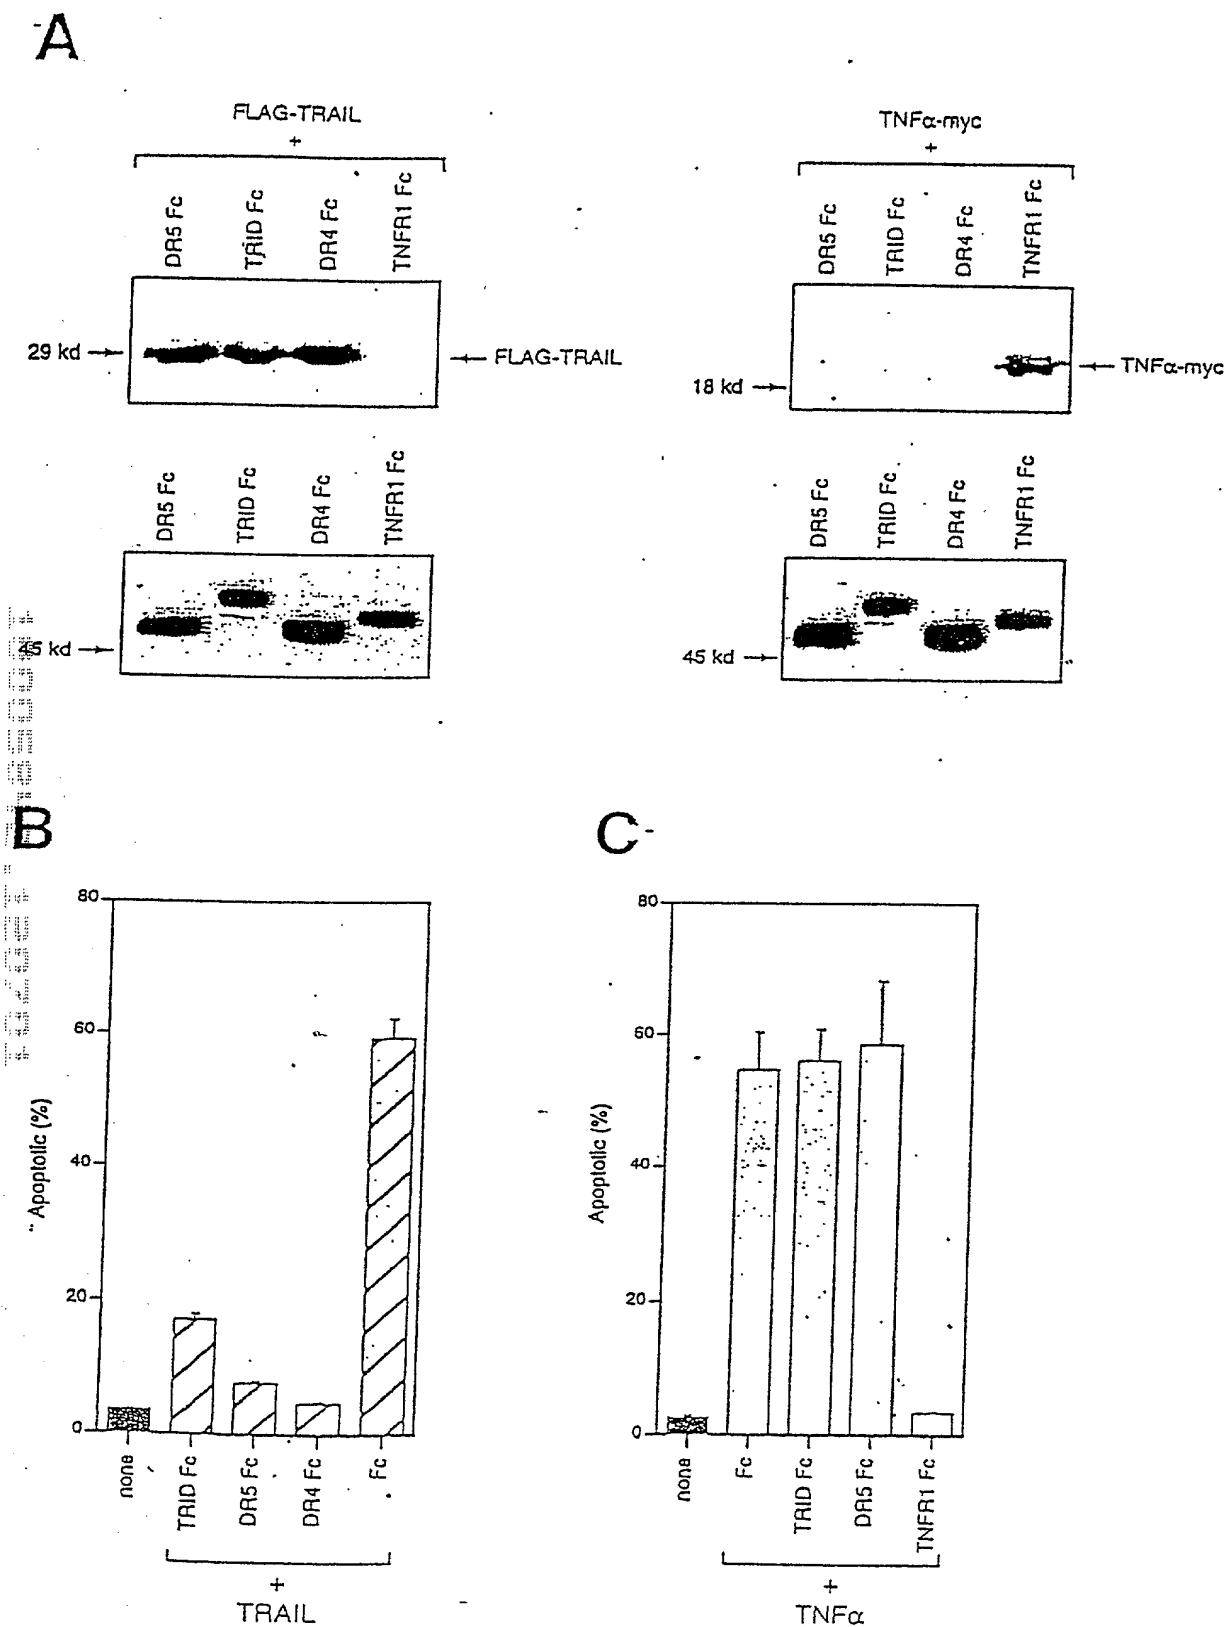 A
FLAG-TRAIL
+
DR5 Fc
TRID Fc
DR4 Fc
TNFR1 Fc
29 kd
FLAG-TRAIL
DR5 Fc
TRID Fc
DR4 Fc
TNFR1 Fc
45 kd
TNFα-myc
+
DR5 Fc
TRID Fc
DR4 Fc
TNFR1 Fc
18 kd
TNFα-myc
DR5 Fc
TRID Fc
DR4 Fc
TNFR1 Fc
45 kd
B
80
60
40
20
0
Apoptotic (%)
none
TRID Fc
DR5 Fc
DR4 Fc
Fc
+
TRAIL
C
80
60
40
20
0
Apoptotic (%)
none
Fc
TRID Fc
DR5 Fc
TNFR1 Fc
+
TNFα